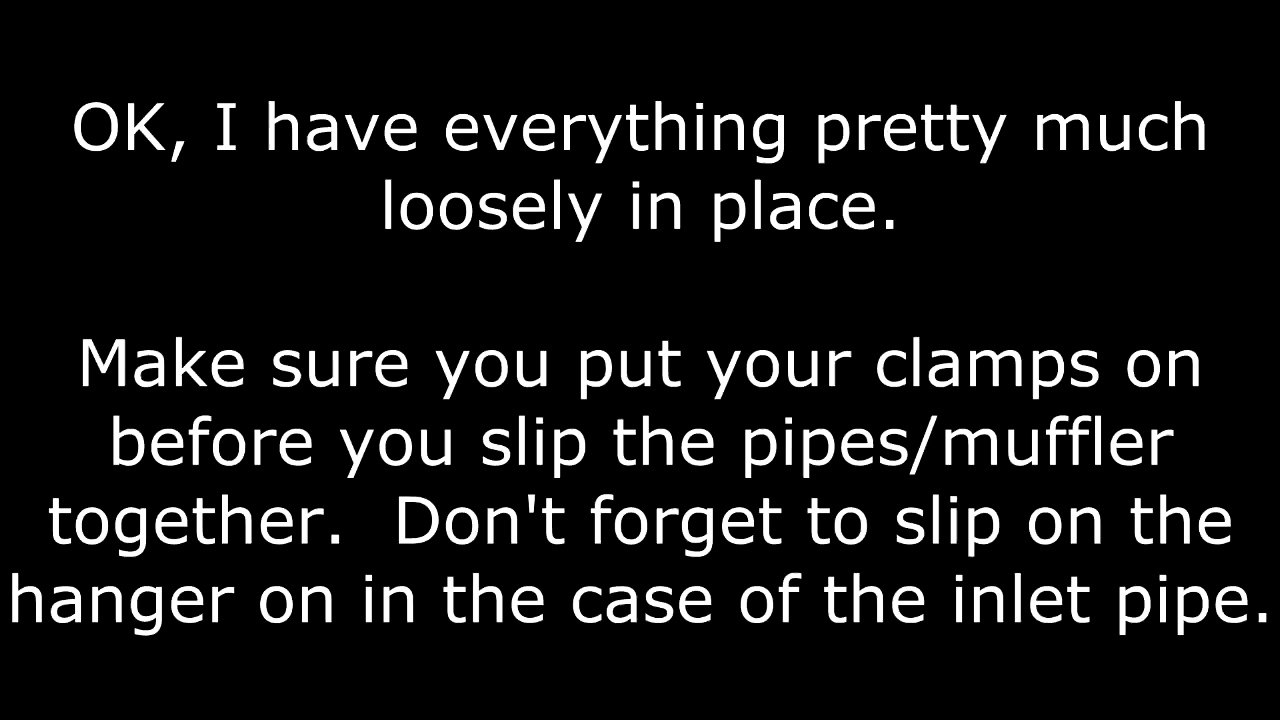 OK, I have everything pretty much
loosely in place.
Make sure you put your clamps on
before you slip the pipes/muffler
together.  Don't forget to slip on the
hanger on in the case of the inlet pipe.